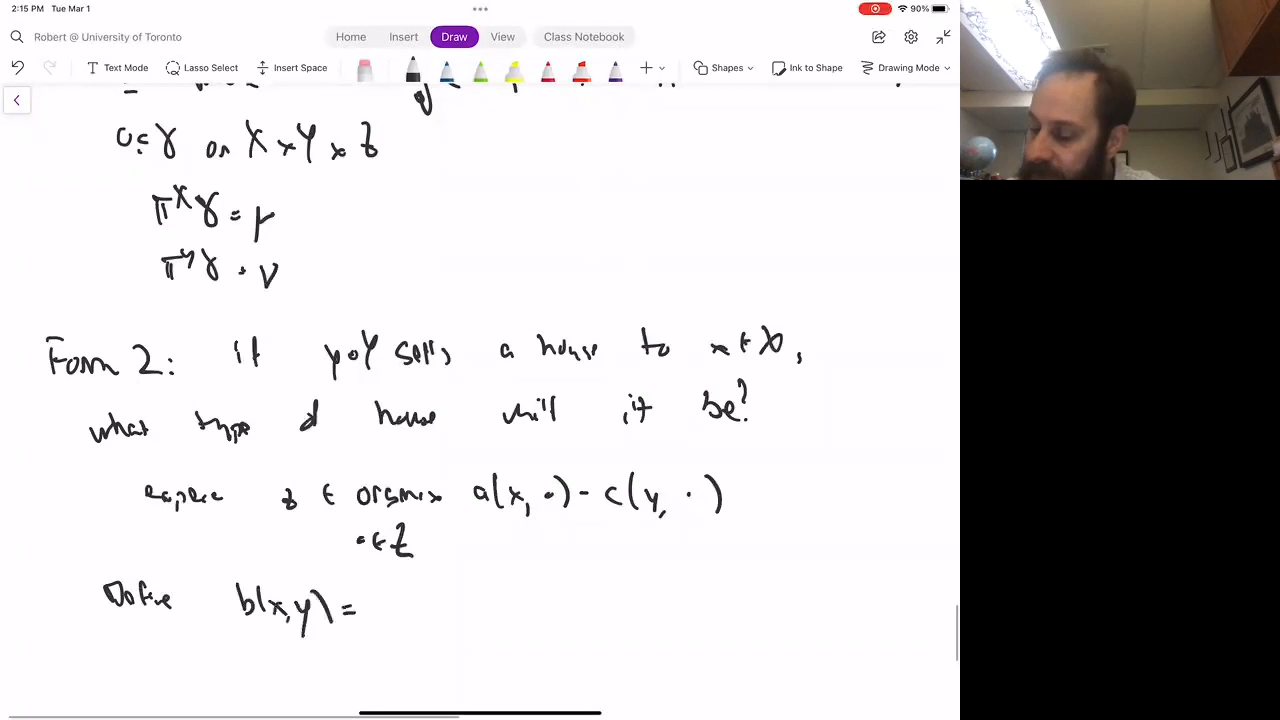 2:15 PM Tue Mar 1
90%
Robert @ University of Toronto
Home Insert Draw View Class Notebook
Text Mode Lasso Select Insert Space Shapes Ink to Shape Drawing Mode
0 ≤ γ on X × Y × Z
π^X γ = μ
π^Y γ = ν
Form 2: if y ∈ Y sells a house to x ∈ X,
what type of house will it be?
z ∈ argmax a(x, ·) - c(y, ·)
· ∈ Z
Define b(x,y) =